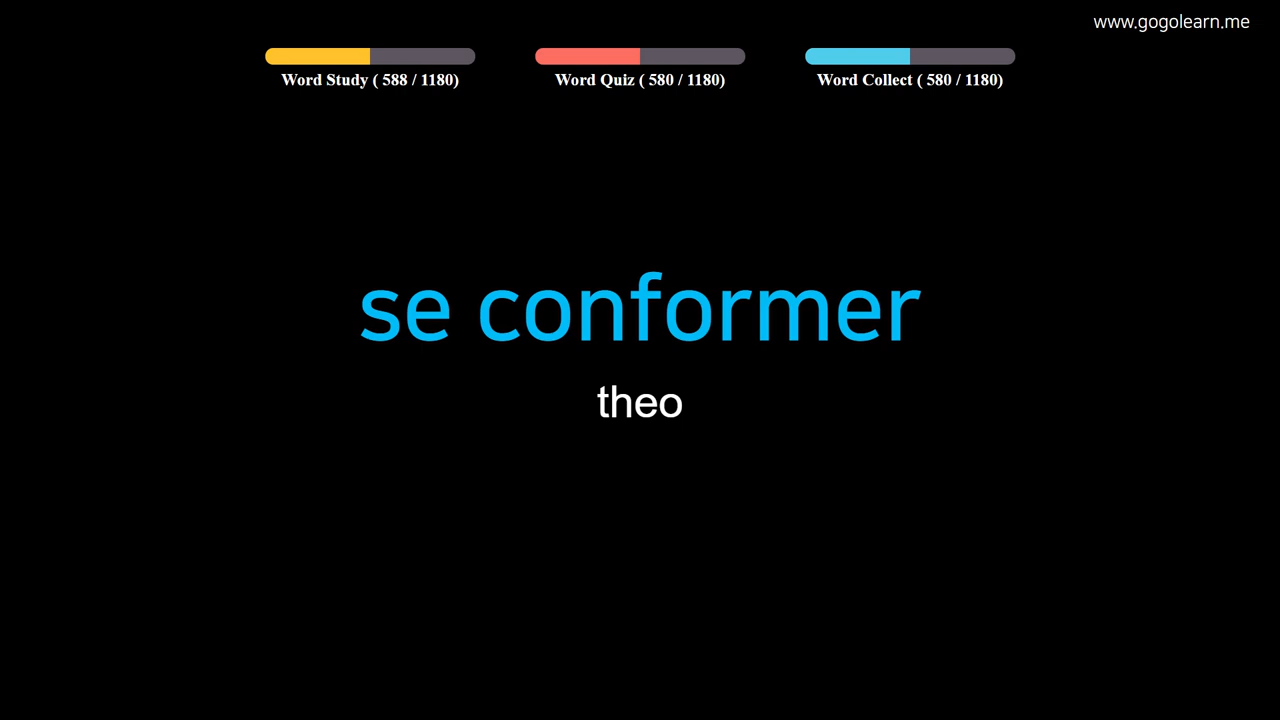 www.gogolearn.me
Word Study ( 588 / 1180)
Word Quiz ( 580 / 1180)
Word Collect ( 580 / 1180)
se conformer
theo